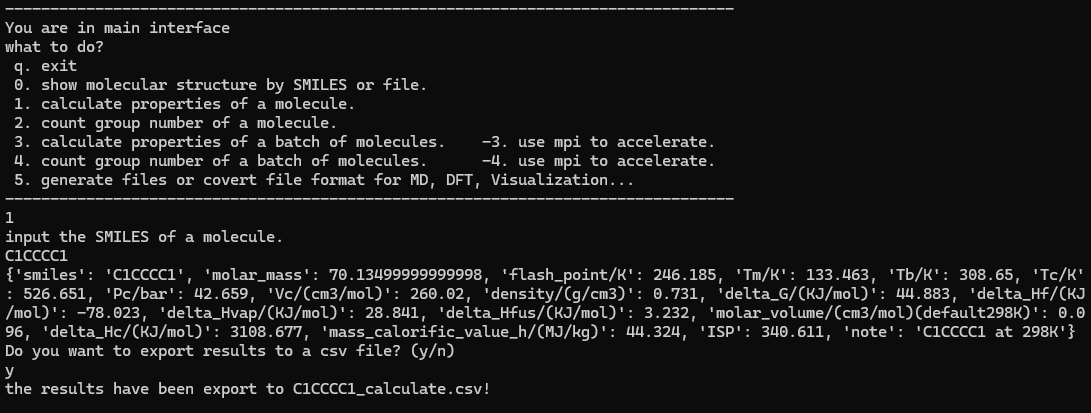 --------------------------------------------------------------------------------
You are in main interface
what to do?
 q. exit
 0. show molecular structure by SMILES or file.
 1. calculate properties of a molecule.
 2. count group number of a molecule.
 3. calculate properties of a batch of molecules.    -3. use mpi to accelerate.
 4. count group number of a batch of molecules.      -4. use mpi to accelerate.
 5. generate files or covert file format for MD, DFT, Visualization...
--------------------------------------------------------------------------------
1
input the SMILES of a molecule.
C1CCCC1
{'smiles': 'C1CCCC1', 'molar_mass': 70.13499999999998, 'flash_point/K': 246.185, 'Tm/K': 133.463, 'Tb/K': 308.65, 'Tc/K'
: 526.651, 'Pc/bar': 42.659, 'Vc/(cm3/mol)': 260.02, 'density/(g/cm3)': 0.731, 'delta_G/(KJ/mol)': 44.883, 'delta_Hf/(KJ
/mol)': -78.023, 'delta_Hvap/(KJ/mol)': 28.841, 'delta_Hfus/(KJ/mol)': 3.232, 'molar_volume/(cm3/mol)(default298K)': 0.0
96, 'delta_Hc/(KJ/mol)': 3108.677, 'mass_calorific_value_h/(MJ/kg)': 44.324, 'ISP': 340.611, 'note': 'C1CCCC1 at 298K'}
Do you want to export results to a csv file? (y/n)
y
the results have been export to C1CCCC1_calculate.csv!